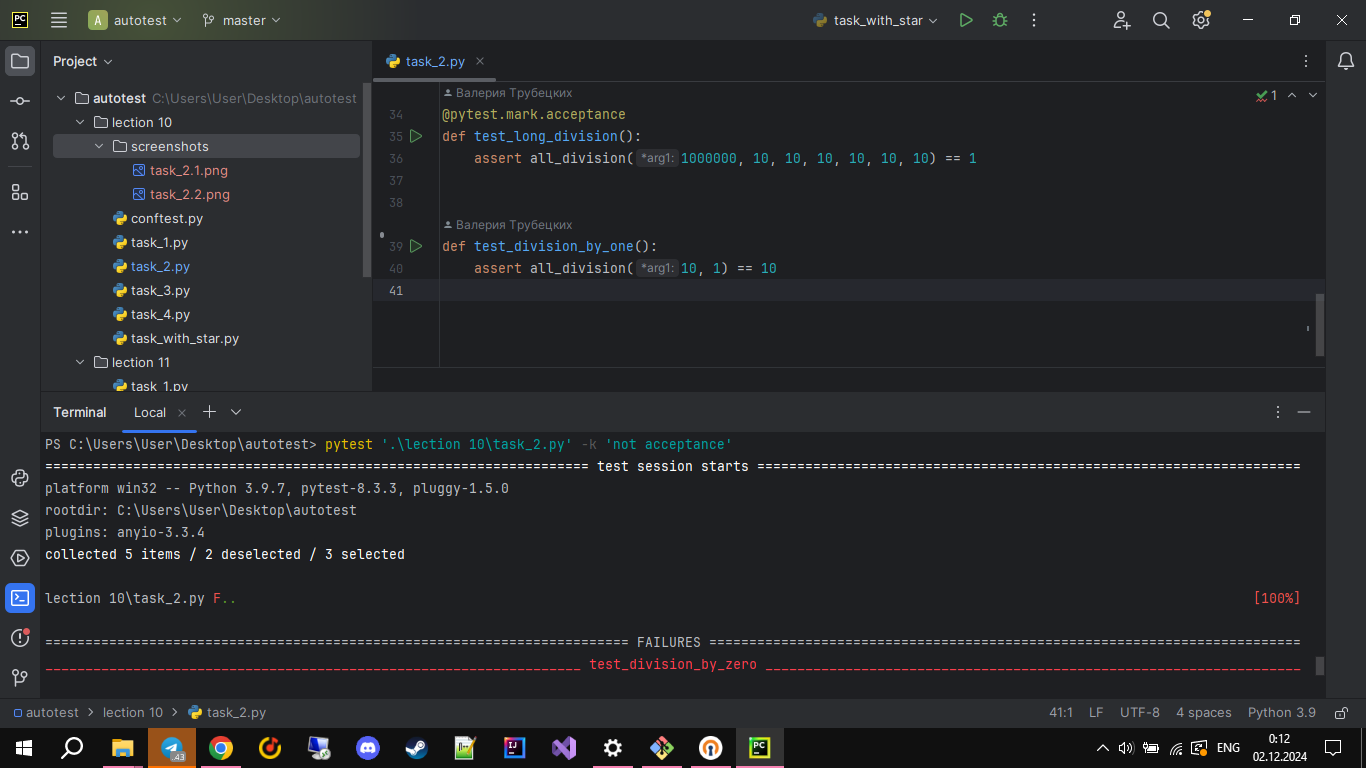 PC
A autotest
master
task_with_star
Project
autotest C:\Users\User\Desktop\autotest
lection 10
screenshots
task_2.1.png
task_2.2.png
conftest.py
task_1.py
task_2.py
task_3.py
task_4.py
task_with_star.py
lection 11
task_1.py
task_2.py
1
Валерия Трубецких
34 @pytest.mark.acceptance
35 def test_long_division():
36 assert all_division(*arg1: 1000000, 10, 10, 10, 10, 10, 10) == 1
37
38
Валерия Трубецких
39 def test_division_by_one():
40 assert all_division(*arg1: 10, 1) == 10
41
Terminal Local
PS C:\Users\User\Desktop\autotest> pytest '.\lection 10\task_2.py' -k 'not acceptance'
==================================================================== test session starts ====================================================================
platform win32 -- Python 3.9.7, pytest-8.3.3, pluggy-1.5.0
rootdir: C:\Users\User\Desktop\autotest
plugins: anyio-3.3.4
collected 5 items / 2 deselected / 3 selected
lection 10\task_2.py F.. [100%]
========================================================================= FAILURES ==========================================================================
___________________________________________________________________ test_division_by_zero ___________________________________________________________________
autotest > lection 10 > task_2.py
41:1 LF UTF-8 4 spaces Python 3.9
43
IJ
PC
ENG
0:12
02.12.2024